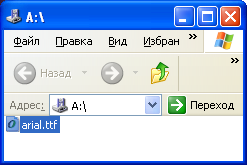 A:\
Файл Правка Вид Избран »
Назад »
Адрес: A:\ Переход
arial.ttf